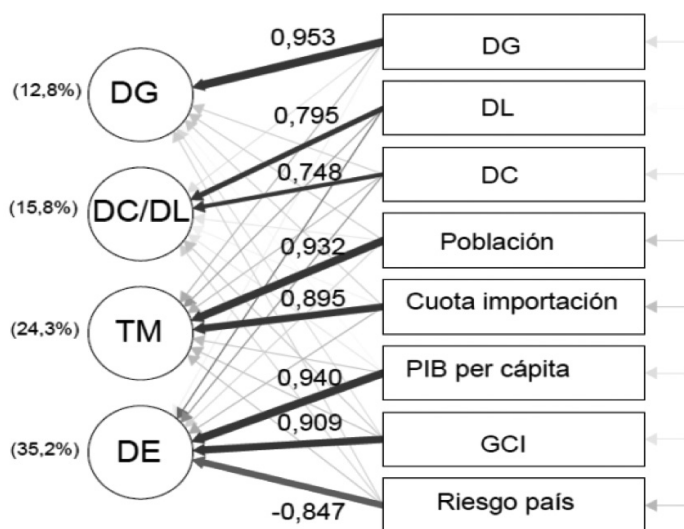 0,953
DG
(12,8%)
DG
0,795
DL
0,748
DC
(15,8%)
DC/DL
0,932
Población
0,895
Cuota importación
(24,3%)
TM
0,940
PIB per cápita
0,909
GCI
(35,2%)
DE
-0,847
Riesgo país